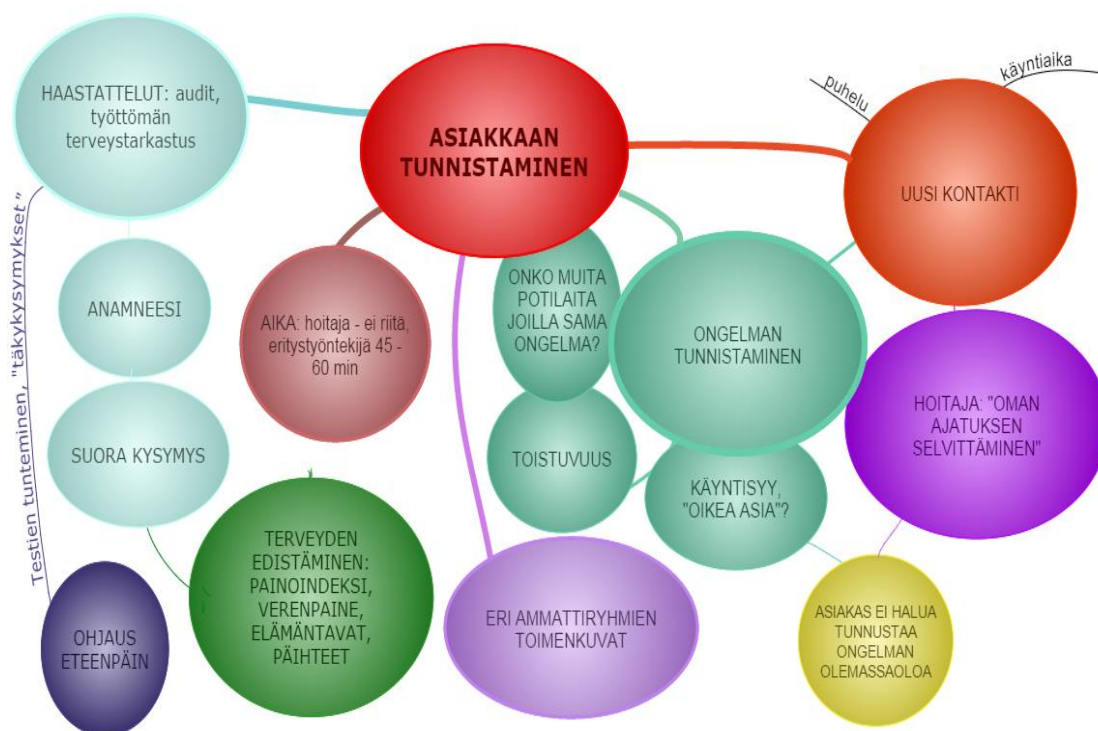 HAASTATTELUT: audit,
työttömän
terveystarkastus
ASIAKKAAN
TUNNISTAMINEN
puhelu
käyntiaika
UUSI KONTAKTI
Testien tunteminen, "täkykysymykset"
ANAMNEESI
AIKA: hoitaja - ei riitä,
eritystyöntekijä 45 -
60 min
ONKO MUITA
POTILAITA
JOILLA SAMA
ONGELMA?
ONGELMAN
TUNNISTAMINEN
HOITAJA: "OMAN
AJATUKSEN
SELVITTÄMINEN"
SUORA KYSYMYS
TOISTUVUUS
KÄYNTISYY,
"OIKEA ASIA"?
TERVEYDEN
EDISTÄMINEN:
PAINOINDEKSI,
VERENPAINE,
ELÄMÄNTAVAT,
PÄIHTEET
OHJAUS
ETEENPÄIN
ERI AMMATTIRYHMIEN
TOIMENKUVAT
ASIAKAS EI HALUA
TUNNUSTAA
ONGELMAN
OLEMASSAOLOA